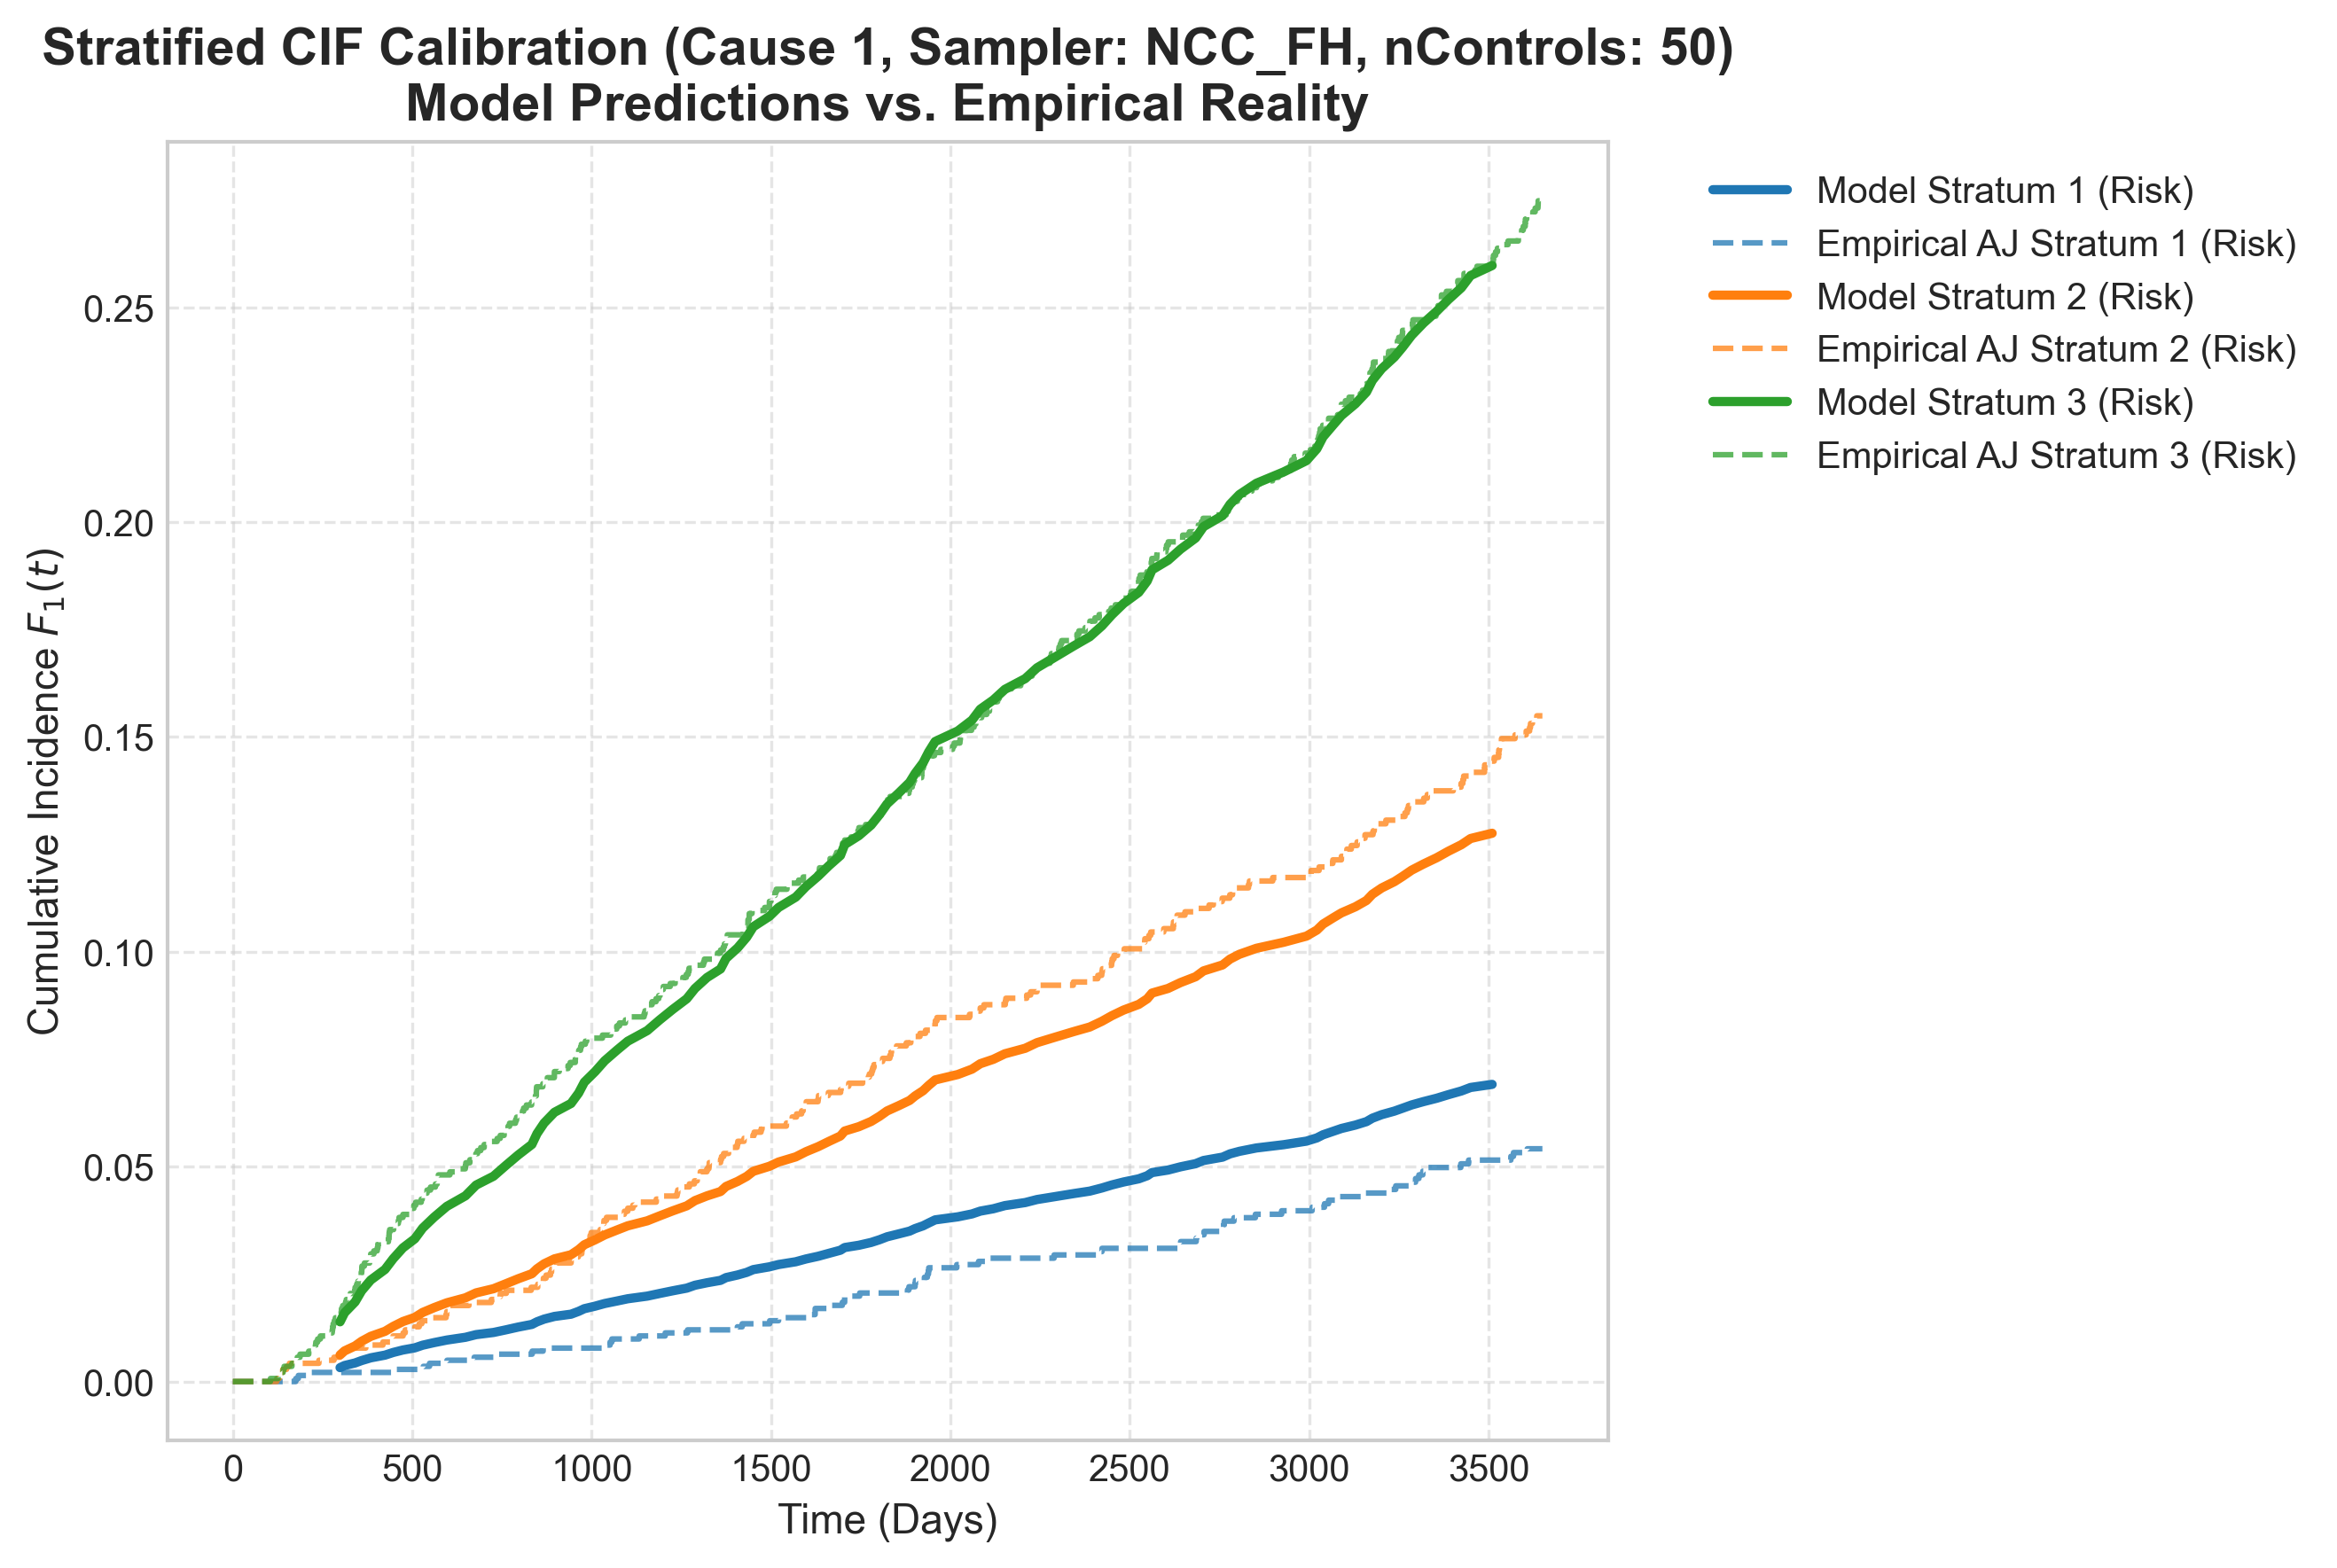 Stratified CIF Calibration (Cause 1, Sampler: NCC_FH, nControls: 50)
Model Predictions vs. Empirical Reality
Model Stratum 1 (Risk)
Empirical AJ Stratum 1 (Risk)
Model Stratum 2 (Risk)
Empirical AJ Stratum 2 (Risk)
Model Stratum 3 (Risk)
Empirical AJ Stratum 3 (Risk)
Cumulative Incidence F₁(t)
0.25
0.20
0.15
0.10
0.05
0.00
0 500 1000 1500 2000 2500 3000 3500
Time (Days)